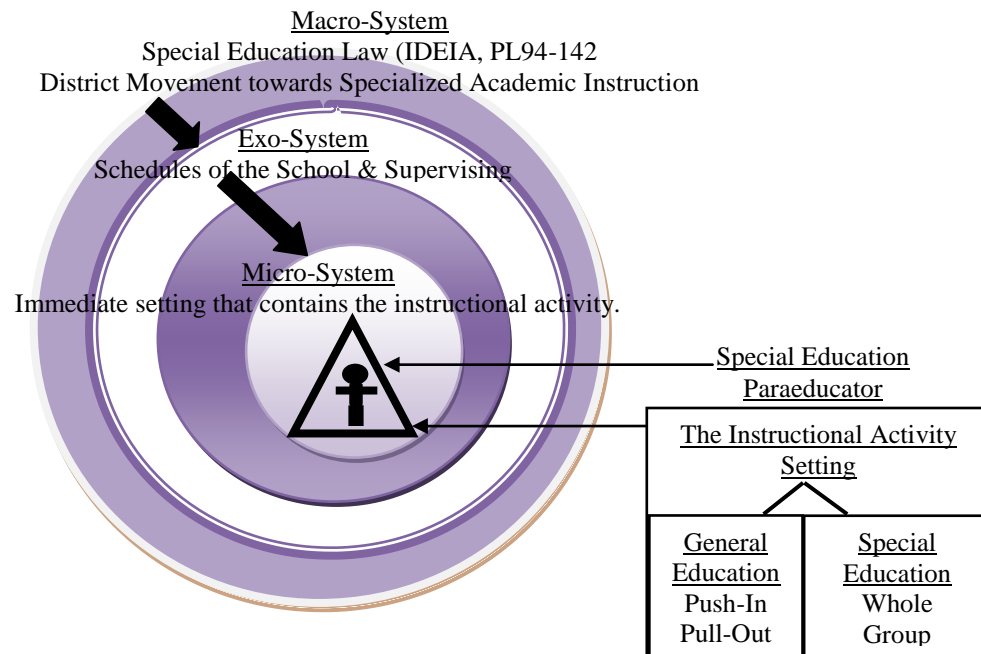 Macro-System
Special Education Law (IDEIA, PL94-142
District Movement towards Specialized Academic Instruction
Exo-System
Schedules of the School & Supervising
Micro-System
Immediate setting that contains the instructional activity.
Special Education
Paraeducator
The Instructional Activity
Setting
General
Education
Push-In
Pull-Out
Special
Education
Whole
Group